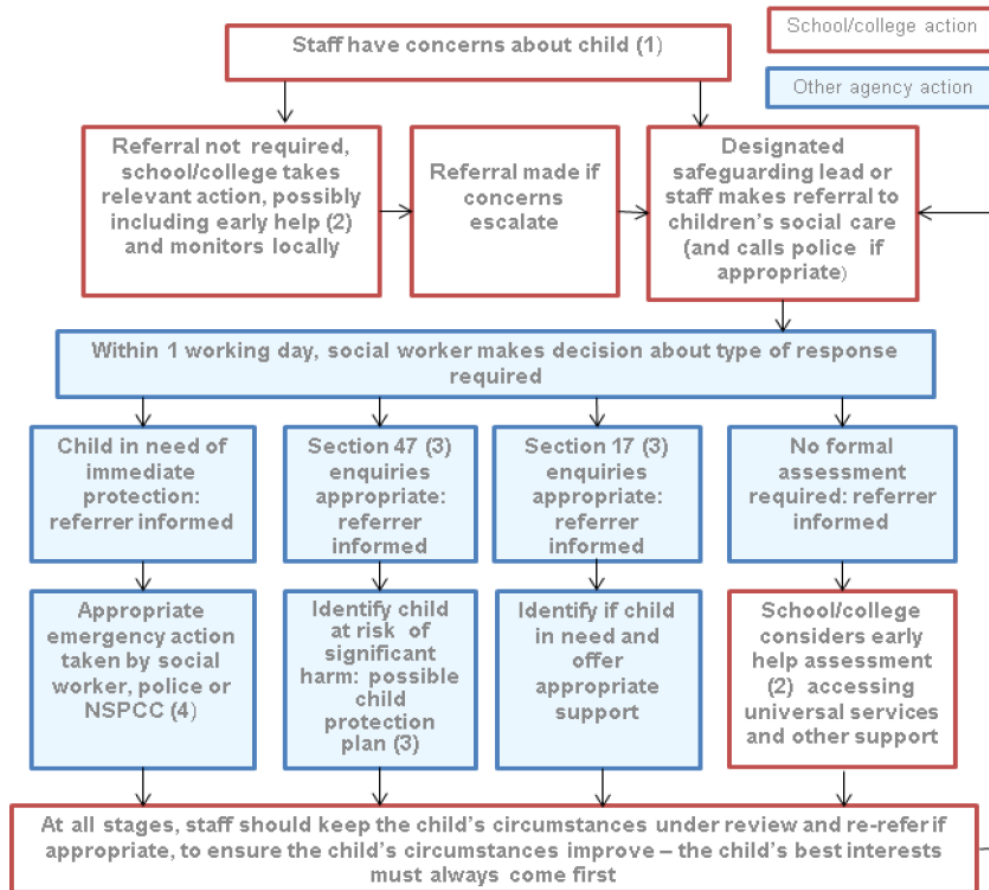 School/college action
Other agency action
Staff have concerns about child (1)
Referral not required,
school/college takes
relevant action, possibly
including early help (2)
and monitors locally
Referral made if
concerns
escalate
Designated
safeguarding lead or
staff makes referral to
children’s social care
(and calls police if
appropriate)
Within 1 working day, social worker makes decision about type of response
required
Child in need of
immediate
protection:
referrer informed
Section 47 (3)
enquiries
appropriate:
referrer
informed
Section 17 (3)
enquiries
appropriate:
referrer
informed
No formal
assessment
required: referrer
informed
Appropriate
emergency action
taken by social
worker, police or
NSPCC (4)
Identify child
at risk of
significant
harm: possible
child
protection
plan (3)
Identify if child
in need and
offer
appropriate
support
School/college
considers early
help assessment
(2) accessing
universal services
and other support
At all stages, staff should keep the child’s circumstances under review and re-refer if
appropriate, to ensure the child’s circumstances improve – the child’s best interests
must always come first